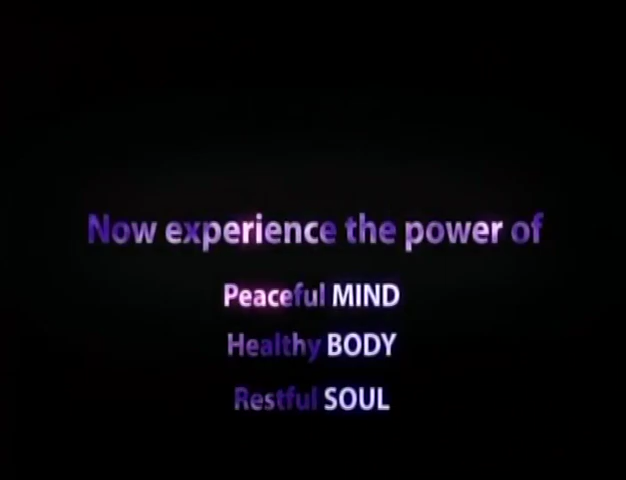 Now experience the power of
Peaceful MIND
Healthy BODY
Restful SOUL